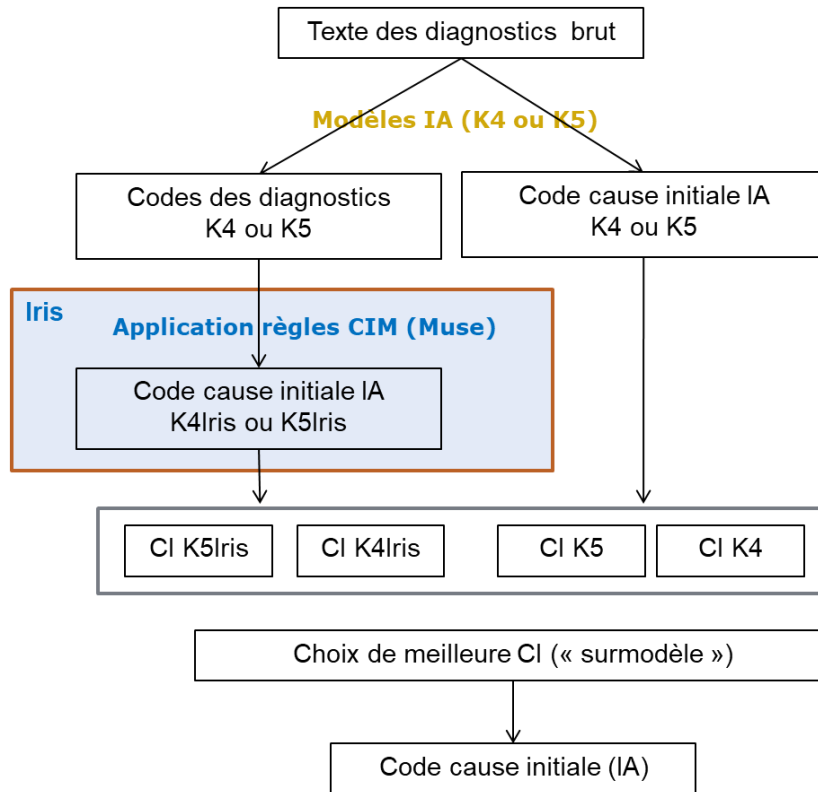 Texte des diagnostics brut
Modèles IA (K4 ou K5)
Codes des diagnostics
K4 ou K5
Code cause initiale IA
K4 ou K5
Iris
Application règles CIM (Muse)
Code cause initiale IA
K4Iris ou K5Iris
CI K5Iris
CI K4Iris
CI K5
CI K4
Choix de meilleure CI (« surmodèle »)
Code cause initiale (IA)